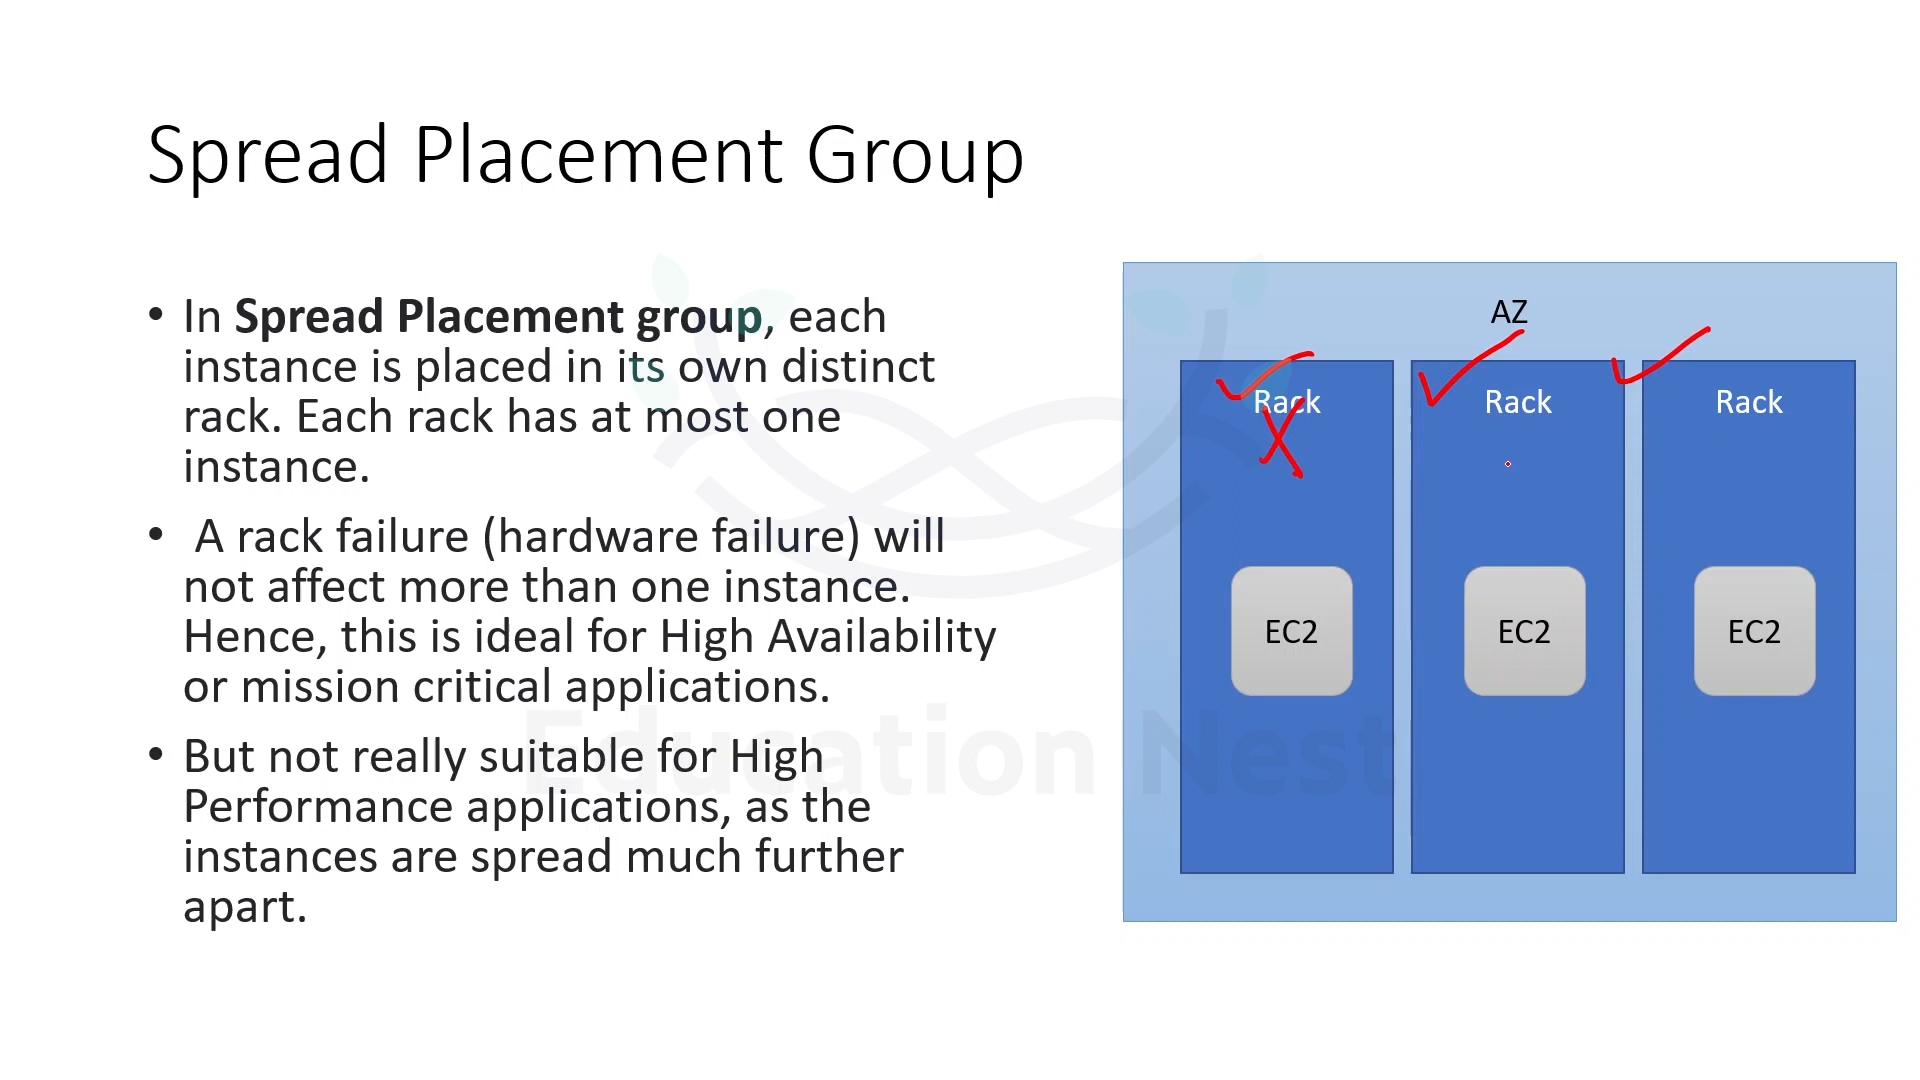 Spread Placement Group
• In Spread Placement group, each
instance is placed in its own distinct
rack. Each rack has at most one
instance.
• A rack failure (hardware failure) will
not affect more than one instance.
Hence, this is ideal for High Availability
or mission critical applications.
• But not really suitable for High
Performance applications, as the
instances are spread much further
apart.
AZ
Rack Rack Rack
EC2 EC2 EC2
Education Nest